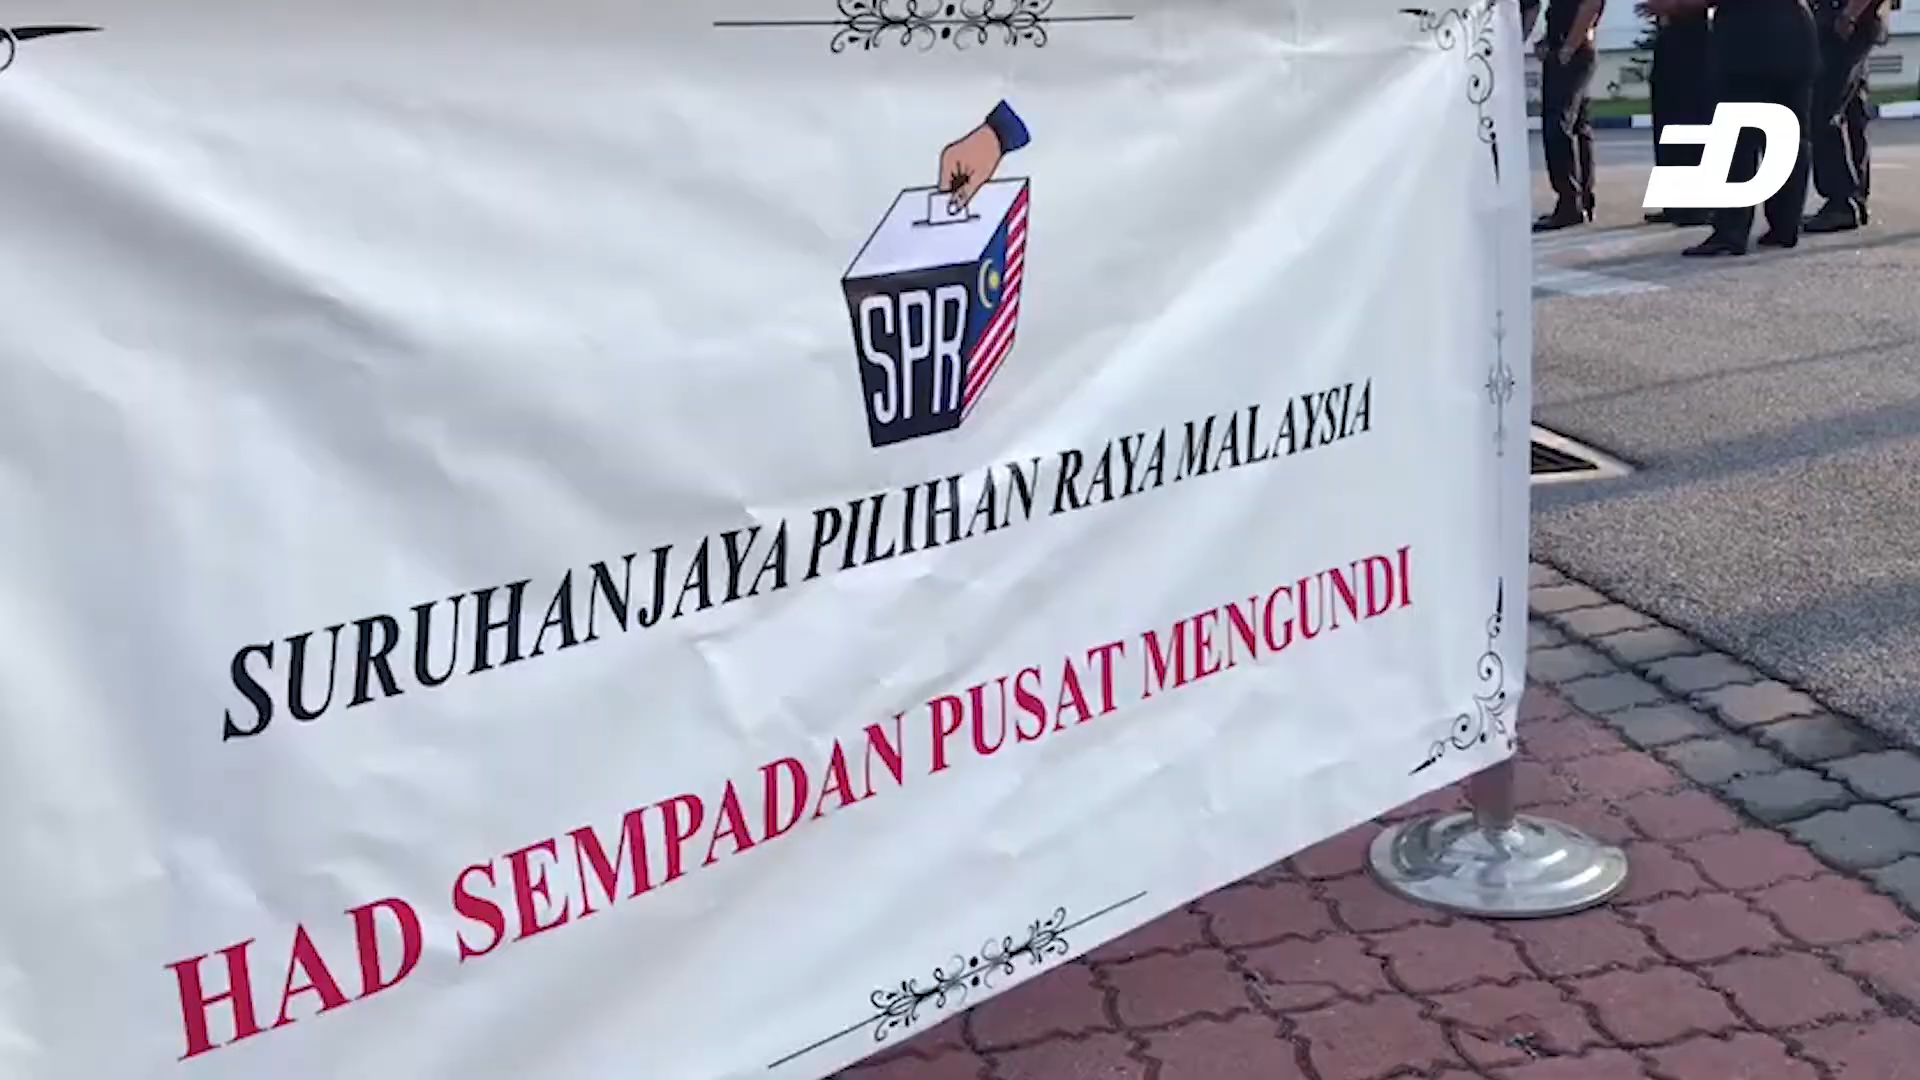 SPR
SURUHANJAYA PILIHAN RAYA MALAYSIA
HAD SEMPADAN PUSAT MENGUNDI
D